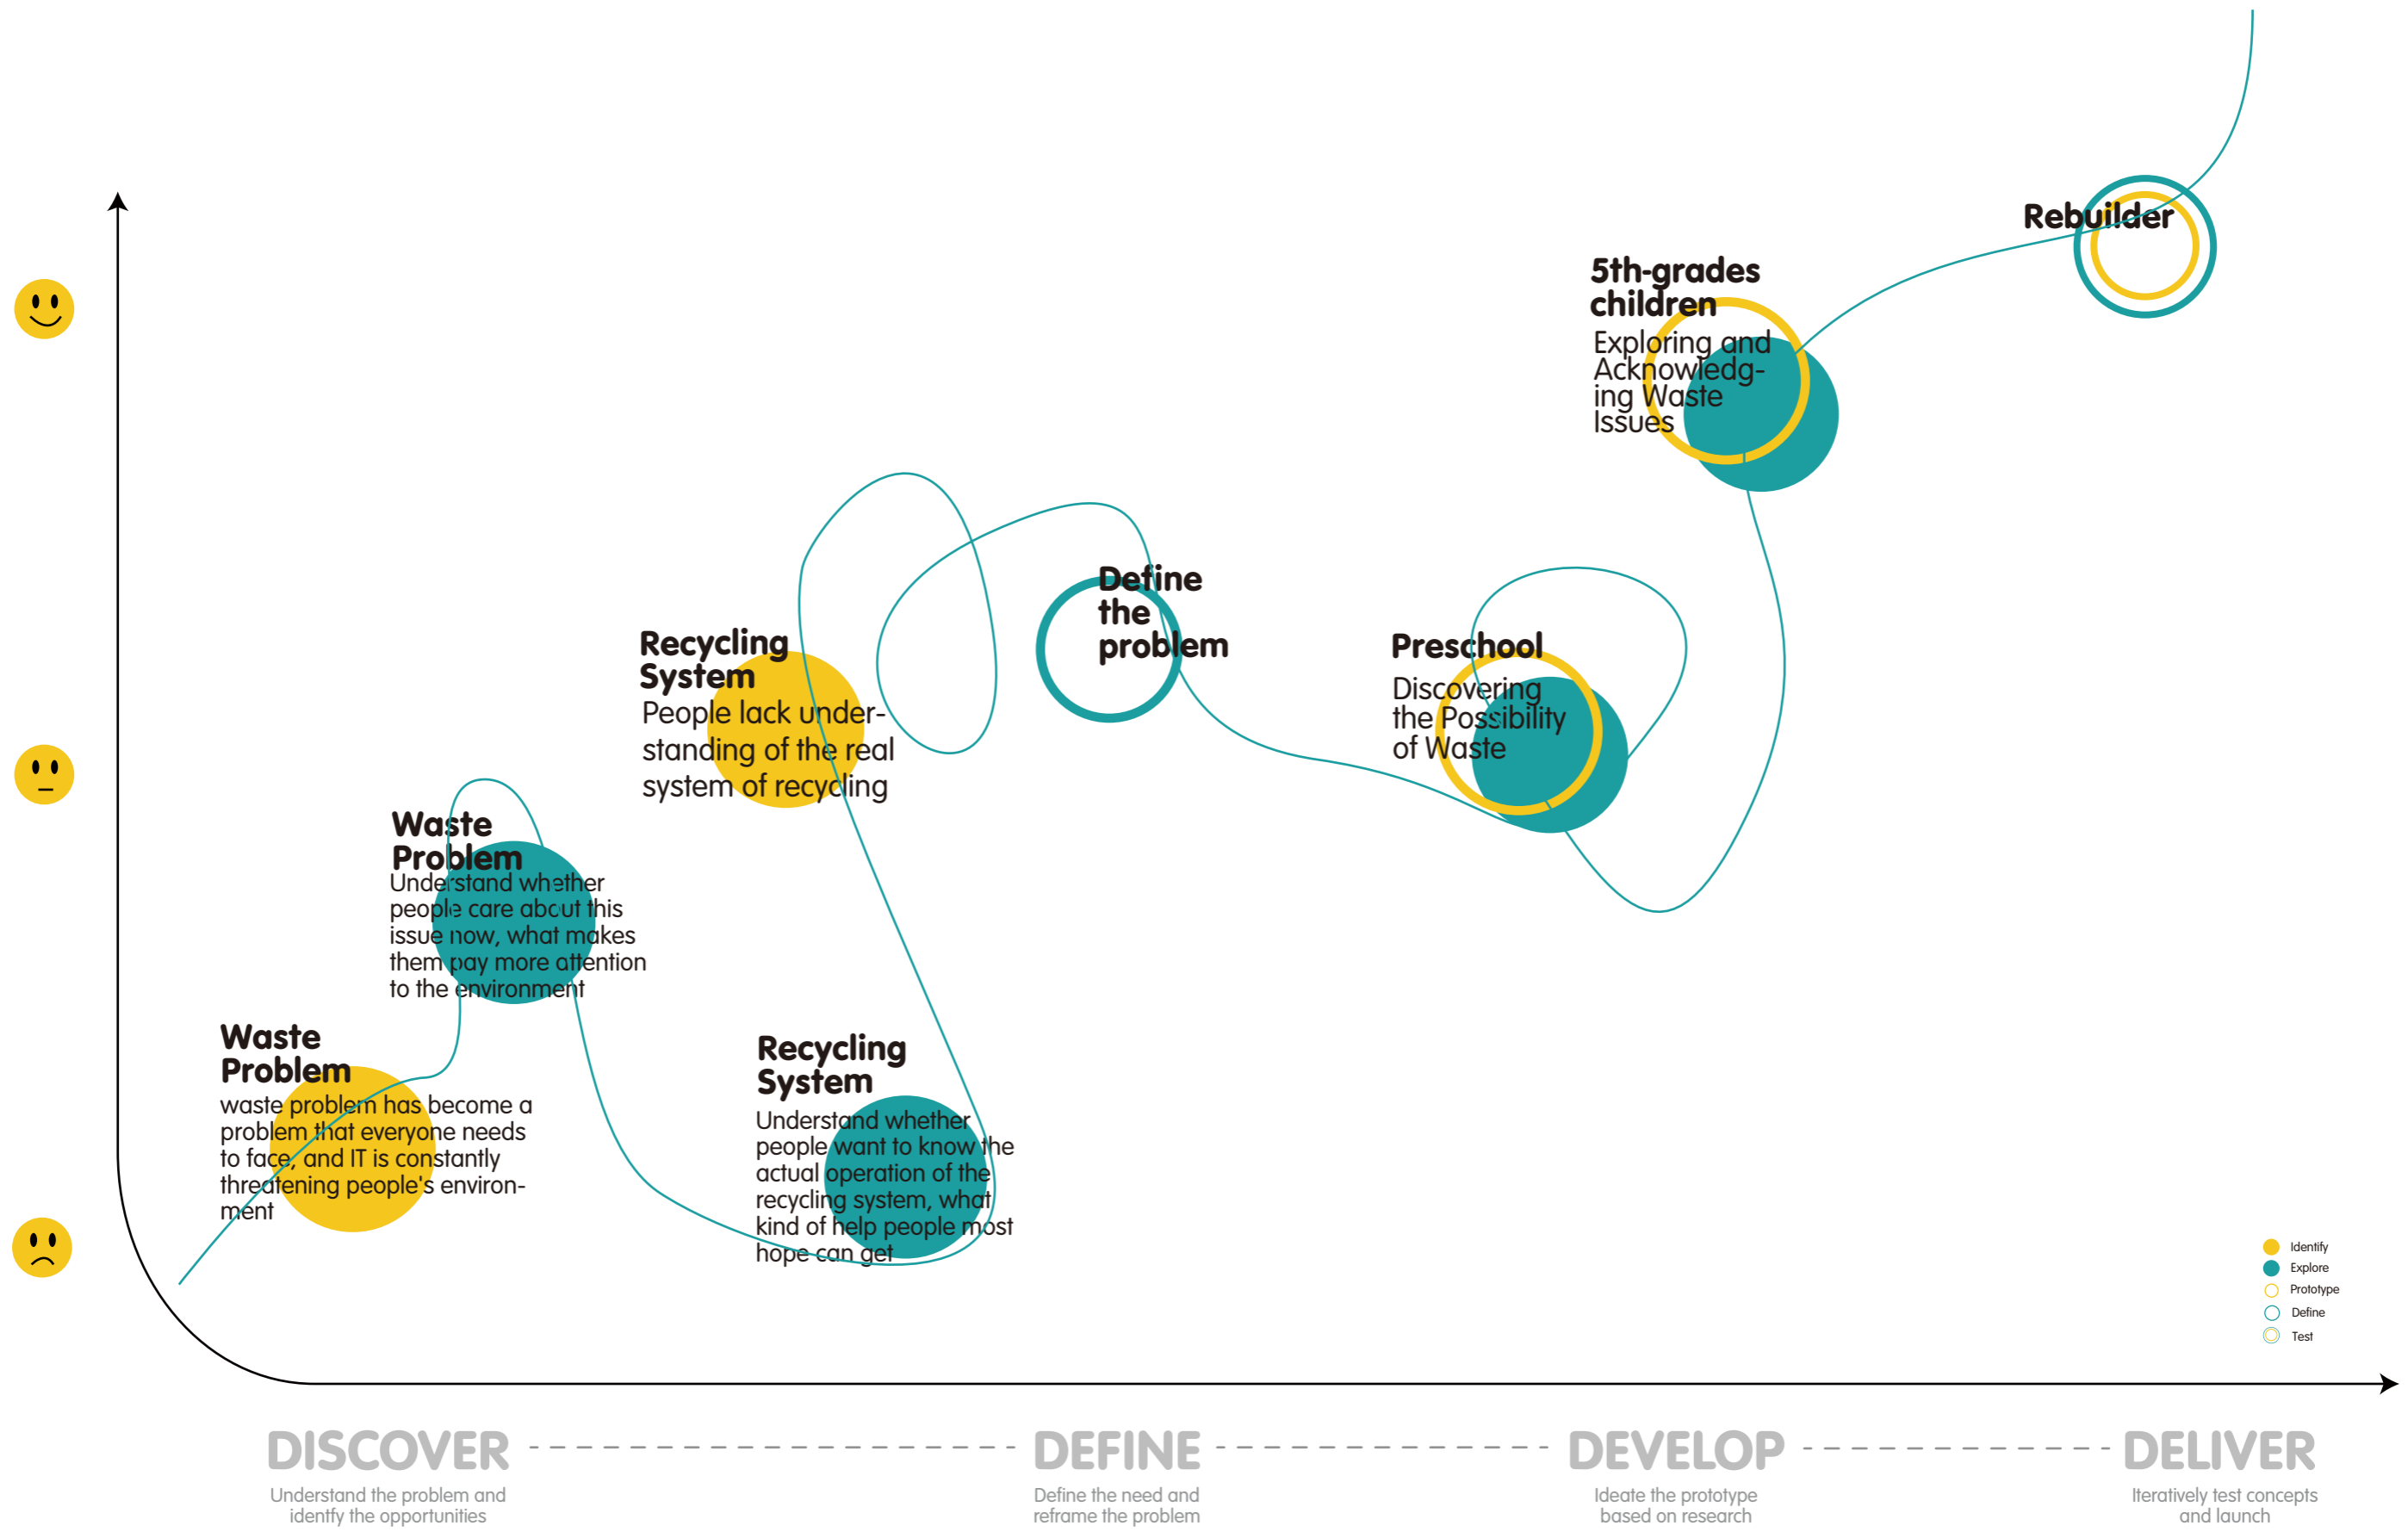 Rebuilder
5th-grades
children
Exploring and
Acknowledg-
ing Waste
Issues
Define
the
problem
Preschool
Discovering
the Possibility
of Waste
Recycling
System
People lack under-
standing of the real
system of recycling
Waste
Problem
Understand whether
people care about this
issue now, what makes
them pay more attention
to the environment
Waste
Problem
waste problem has become a
problem that everyone needs
to face, and IT is constantly
threatening people's environ-
ment
Recycling
System
Understand whether
people want to know the
actual operation of the
recycling system, what
kind of help people most
hope can get
Identify
Explore
Prototype
Define
Test
DISCOVER
Understand the problem and
identfy the opportunities
DEFINE
Define the need and
reframe the problem
DEVELOP
Ideate the prototype
based on research
DELIVER
Iteratively test concepts
and launch